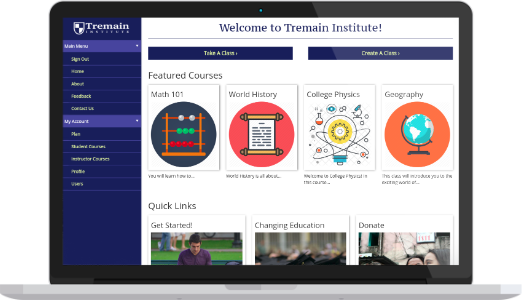 Tremain
INSTITUTE
Main Menu
Sign Out
Home
About
Feedback
Contact Us
My Account
Plan
Student Courses
Instructor Courses
Profile
Users
Welcome to Tremain Institute!
Take A Class ›
Create A Class ›
Featured Courses
Math 101
You will learn how to...
World History
World History is all about...
College Physics
Welcome to College Physics! In
this course...
Geography
This class will introduce you to the
exciting world of...
Quick Links
Get Started!
Changing Education
Donate